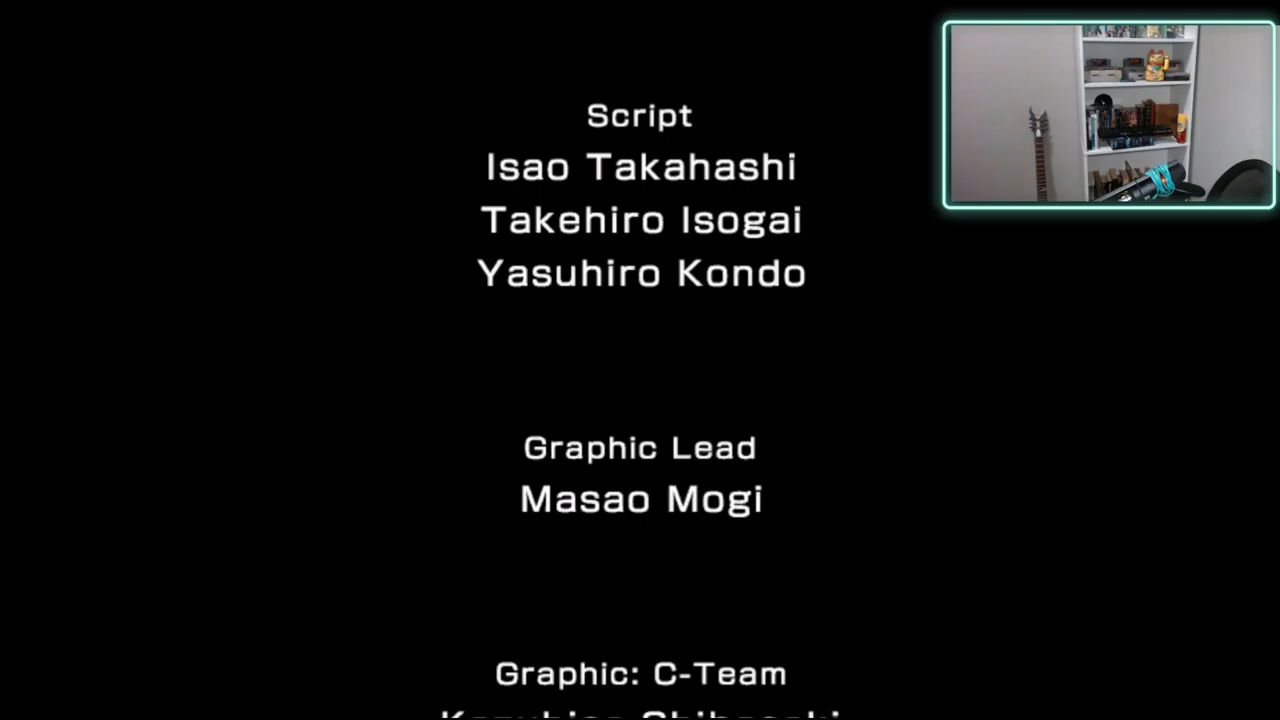 Script
Isao Takahashi
Takehiro Isogai
Yasuhiro Kondo
Graphic Lead
Masao Mogi
Graphic: C-Team